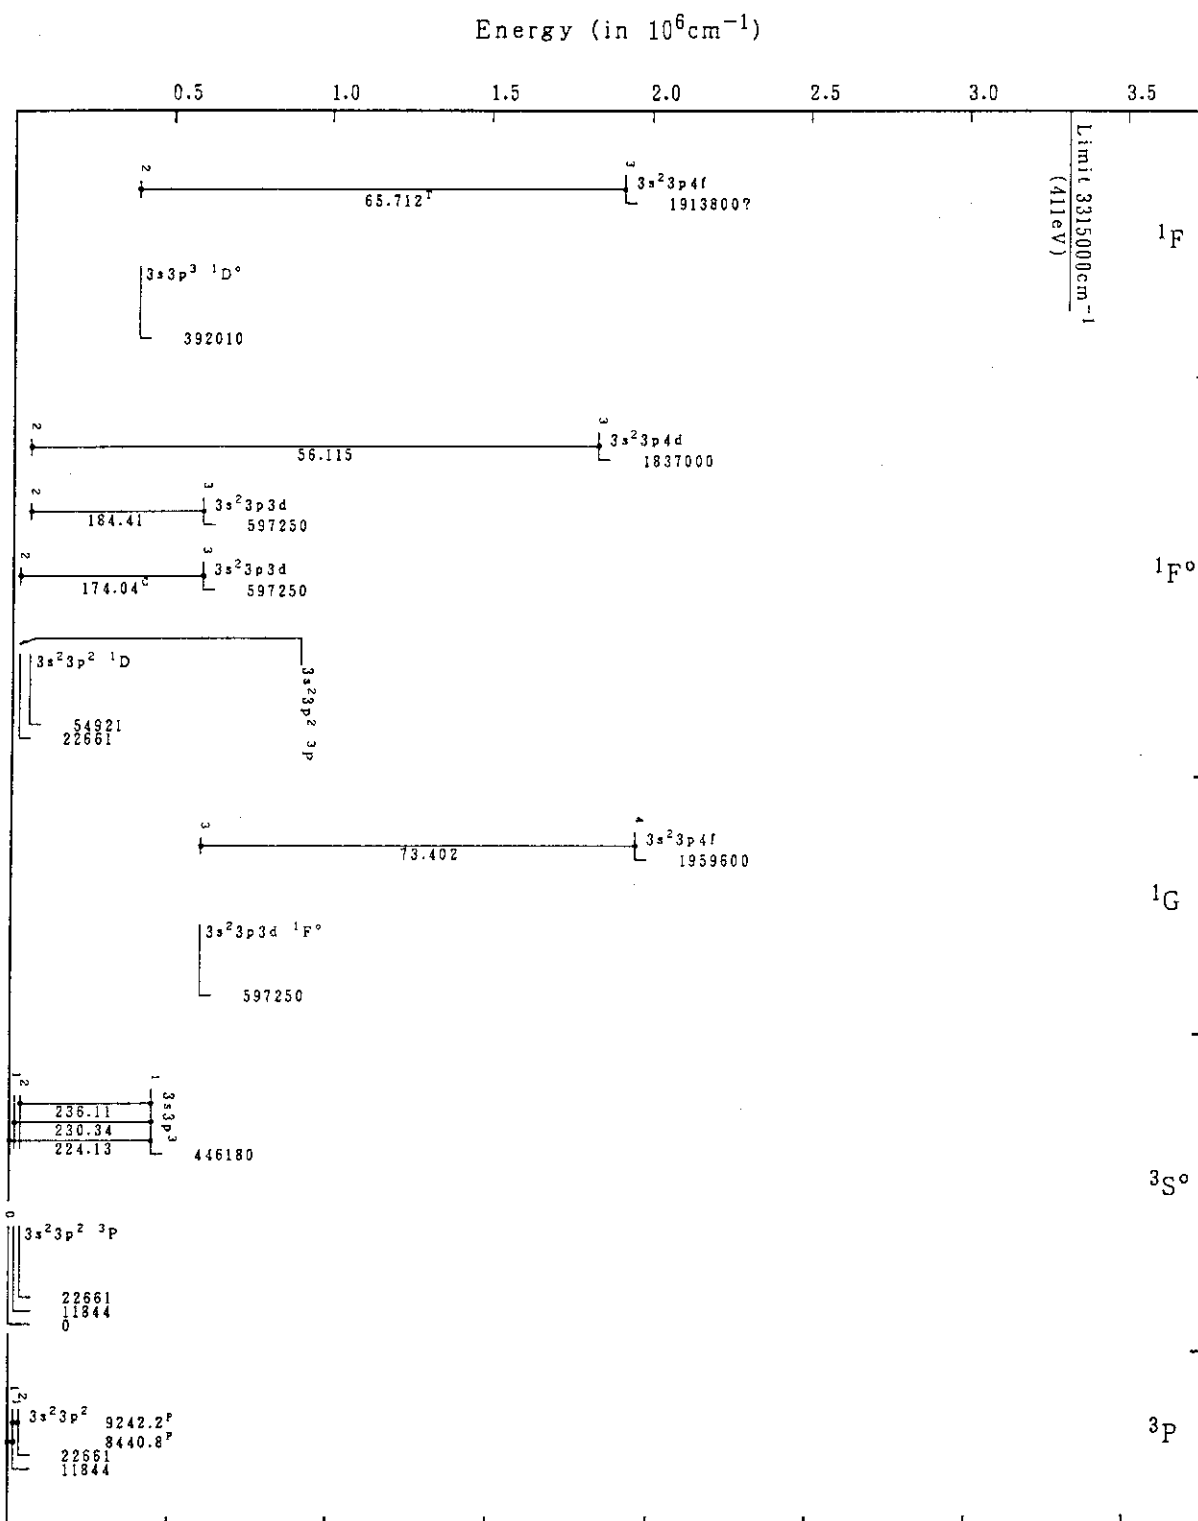 Energy (in 10⁶cm⁻¹)
0.5 1.0 1.5 2.0 2.5 3.0 3.5
Limit 3315000cm⁻¹
(411eV)
2 3 3s²3p4f
65.712ᵀ 1913800?
¹F
3s3p³ ¹D°
392010
2 3 3s²3p4d
56.115 1837000
2 3 3s²3p3d
184.41 597250
2 3 3s²3p3d
174.04ᶜ 597250
¹F°
3s²3p² ¹D
3s²3p² ³P
54921
22661
3 4 3s²3p4f
73.402 1959600
¹G
3s²3p3d ¹F°
597250
1 2 1 3s3p³
236.11
230.34
224.13 446180
³S°
0
3s²3p² ³P
22661
11844
0
1 2
3s²3p² 9242.2ᴾ
8440.8ᴾ
³P
22661
11844